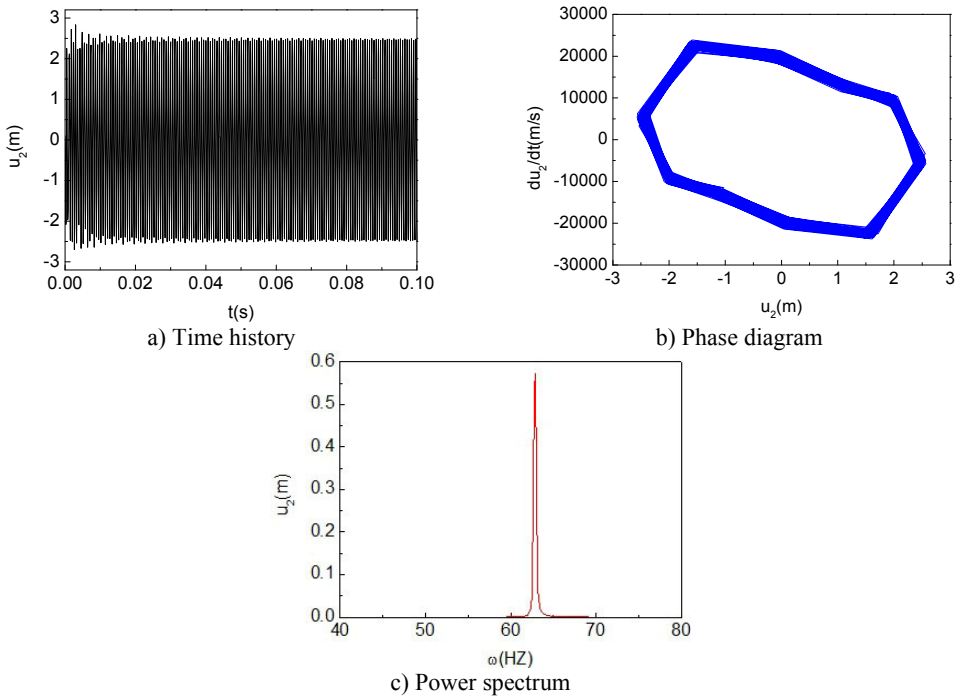 3
2
1
0
-1
-2
-3
u2(m)
0.00 0.02 0.04 0.06 0.08 0.10
t(s)
a) Time history
30000
20000
10000
0
-10000
-20000
-30000
du2/dt(m/s)
-3 -2 -1 0 1 2 3
u2(m)
b) Phase diagram
0.6
0.5
0.4
0.3
0.2
0.1
0.0
u2(m)
40 50 60 70 80
ω(HZ)
c) Power spectrum